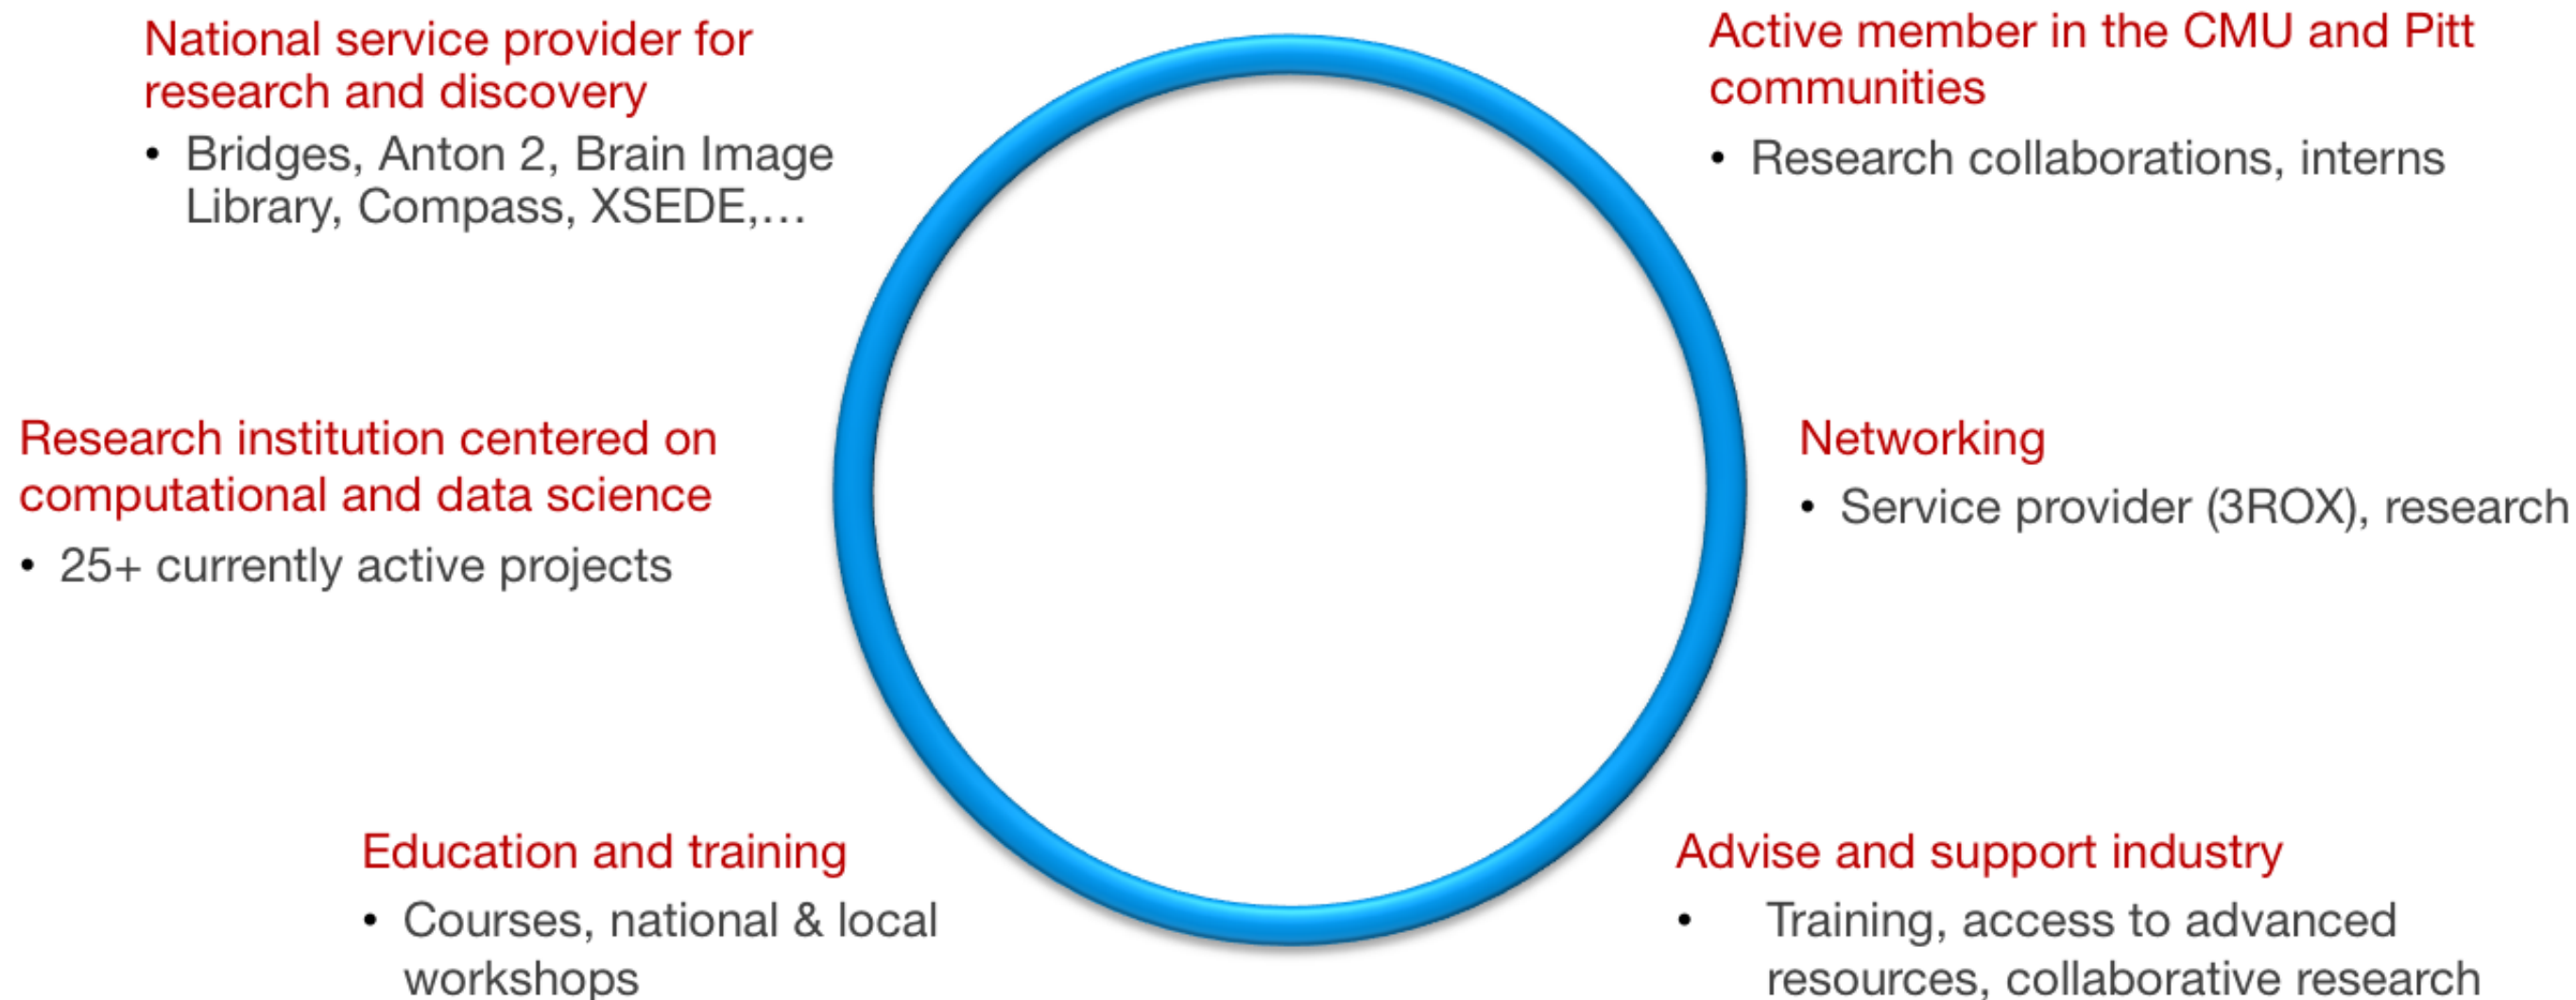 National service provider for
research and discovery
• Bridges, Anton 2, Brain Image
Library, Compass, XSEDE,...
Research institution centered on
computational and data science
• 25+ currently active projects
Education and training
• Courses, national & local
workshops
Active member in the CMU and Pitt
communities
• Research collaborations, interns
Networking
• Service provider (3ROX), research
Advise and support industry
• Training, access to advanced
resources, collaborative research